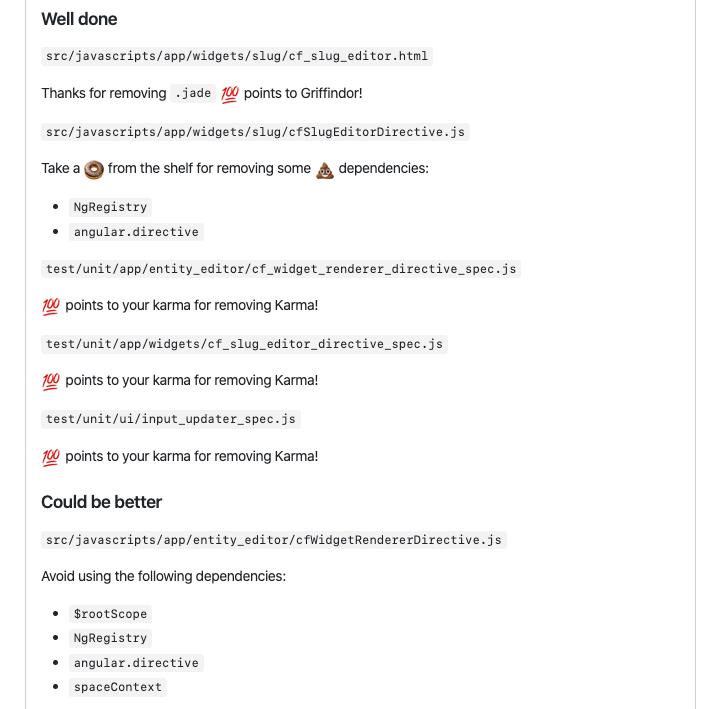 Well done
src/javascripts/app/widgets/slug/cf_slug_editor.html
Thanks for removing .jade 💯 points to Griffindor!
src/javascripts/app/widgets/slug/cfSlugEditorDirective.js
Take a 🍩 from the shelf for removing some 💩 dependencies:
• NgRegistry
• angular.directive
test/unit/app/entity_editor/cf_widget_renderer_directive_spec.js
💯 points to your karma for removing Karma!
test/unit/app/widgets/cf_slug_editor_directive_spec.js
💯 points to your karma for removing Karma!
test/unit/ui/input_updater_spec.js
💯 points to your karma for removing Karma!
Could be better
src/javascripts/app/entity_editor/cfWidgetRendererDirective.js
Avoid using the following dependencies:
• $rootScope
• NgRegistry
• angular.directive
• spaceContext